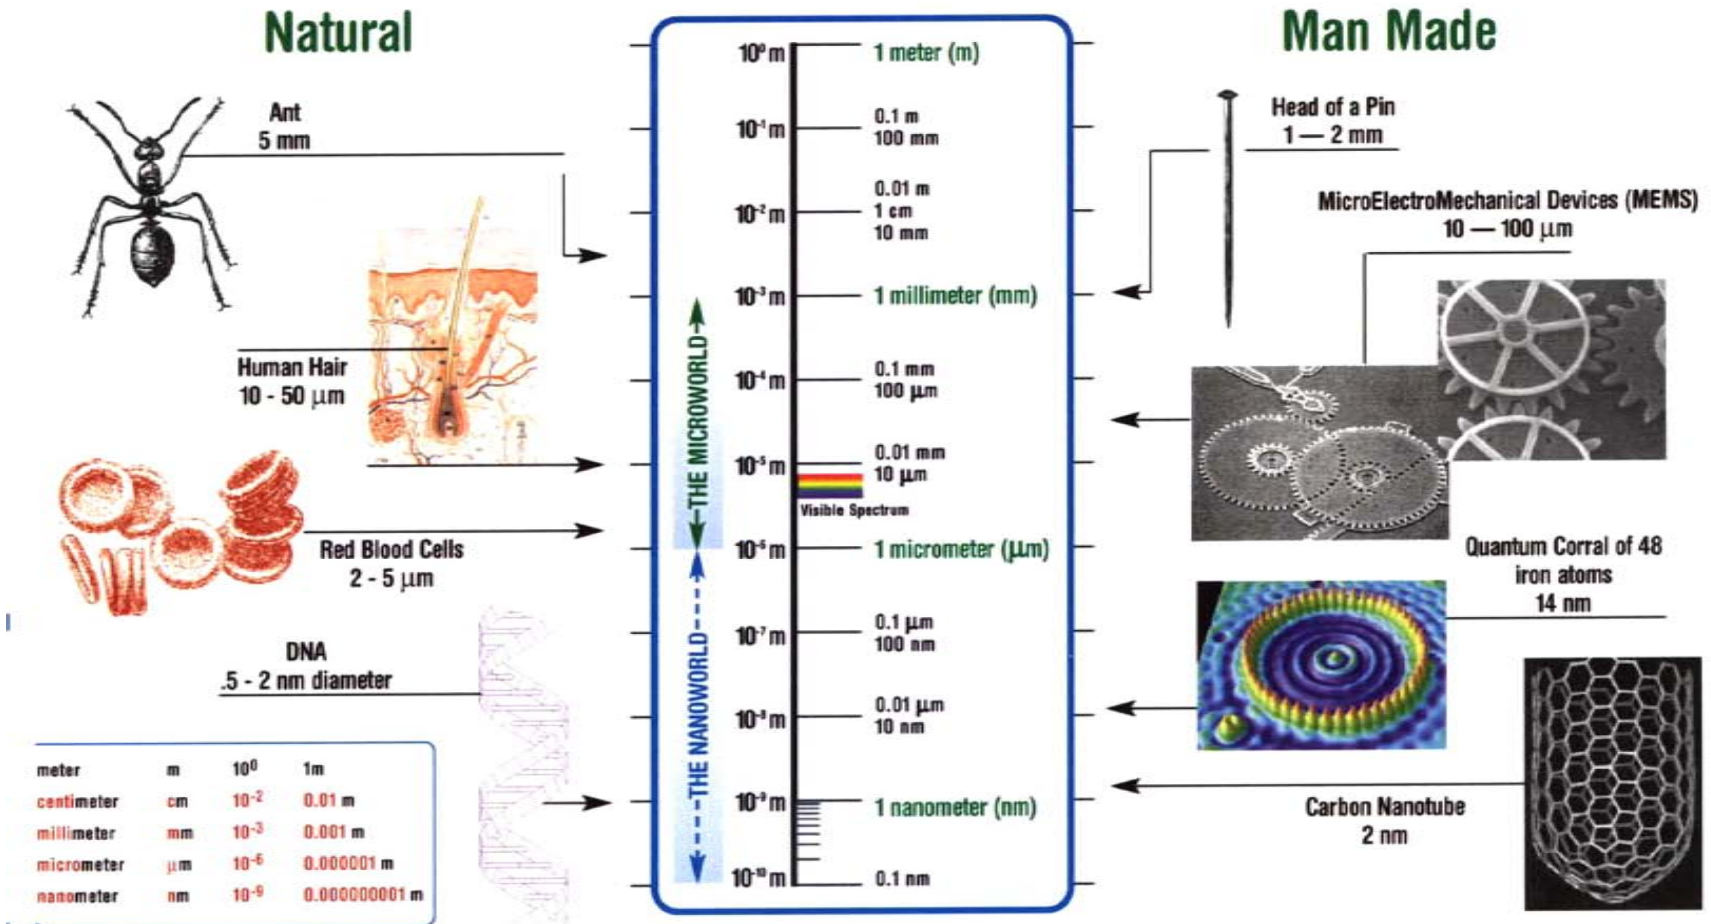 Natural
Man Made
Ant
5 mm
Human Hair
10 - 50 μm
Red Blood Cells
2 - 5 μm
DNA
.5 - 2 nm diameter
meter m 10⁰ 1m
centimeter cm 10⁻² 0.01 m
millimeter mm 10⁻³ 0.001 m
micrometer μm 10⁻⁶ 0.000001 m
nanometer nm 10⁻⁹ 0.000000001 m
THE MICROWORLD
THE NANOWORLD
10⁰ m 1 meter (m)
0.1 m
10⁻¹ m
100 mm
0.01 m
10⁻² m 1 cm
10 mm
10⁻³ m 1 millimeter (mm)
0.1 mm
10⁻⁴ m
100 μm
0.01 mm
10⁻⁵ m
10 μm
Visible Spectrum
10⁻⁶ m 1 micrometer (μm)
0.1 μm
10⁻⁷ m
100 nm
0.01 μm
10⁻⁸ m
10 nm
10⁻⁹ m 1 nanometer (nm)
10⁻¹⁰ m 0.1 nm
Head of a Pin
1 — 2 mm
MicroElectroMechanical Devices (MEMS)
10 — 100 μm
Quantum Corral of 48
iron atoms
14 nm
Carbon Nanotube
2 nm